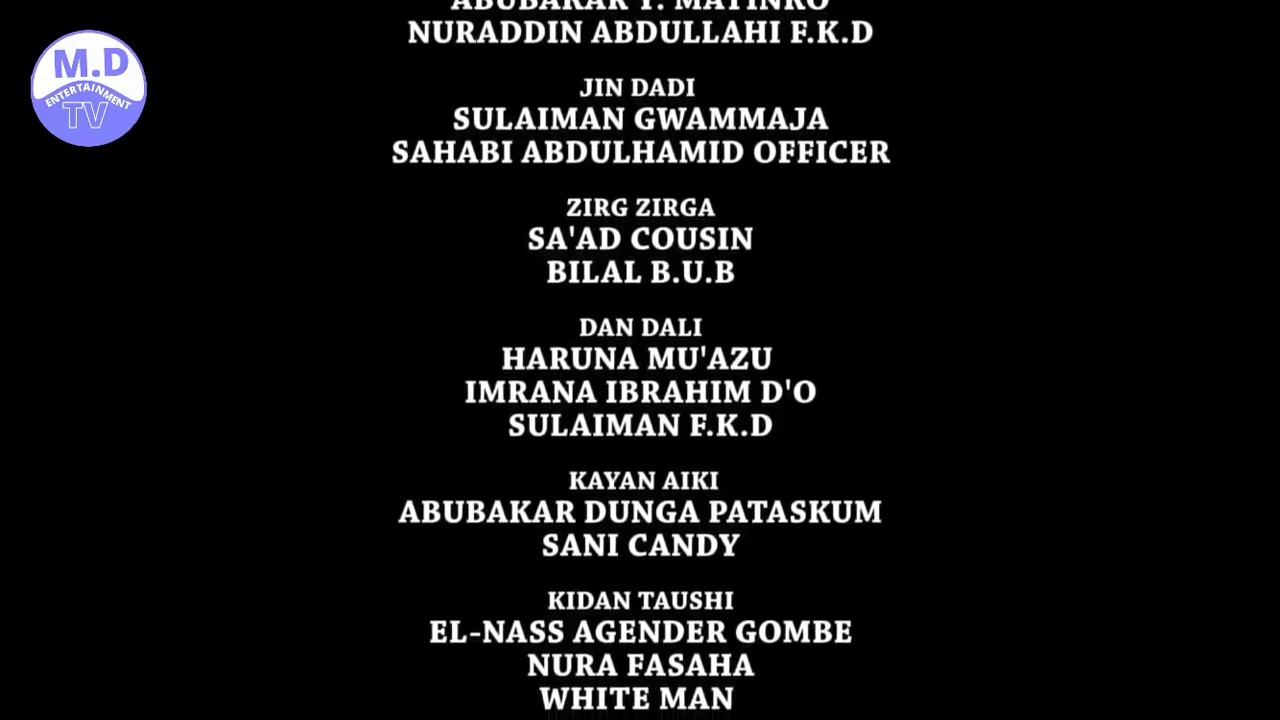 M.D
ENTERTAINMENT
TV
ABUBAKAR Y. MAYINKO
NURADDIN ABDULLAHI F.K.D
JIN DADI
SULAIMAN GWAMMAJA
SAHABI ABDULHAMID OFFICER
ZIRG ZIRGA
SA'AD COUSIN
BILAL B.U.B
DAN DALI
HARUNA MU'AZU
IMRANA IBRAHIM D'O
SULAIMAN F.K.D
KAYAN AIKI
ABUBAKAR DUNGA PATASKUM
SANI CANDY
KIDAN TAUSHI
EL-NASS AGENDER GOMBE
NURA FASAHA
WHITE MAN